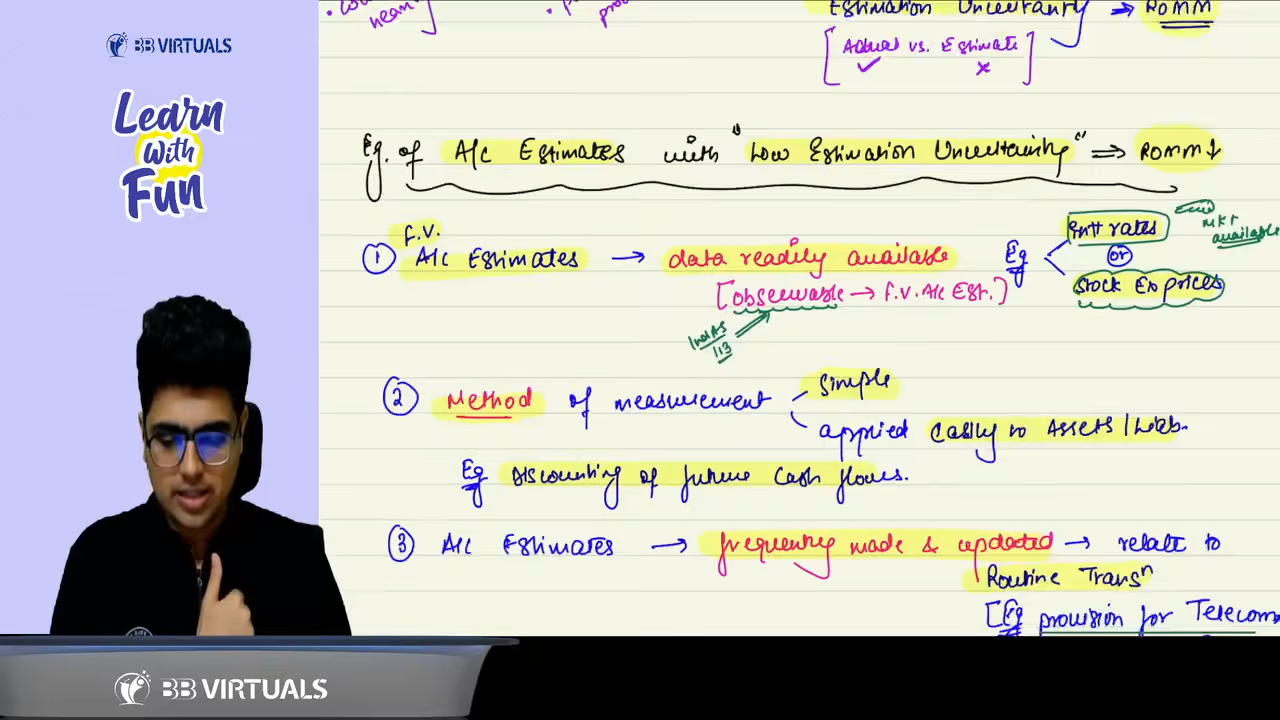 BB VIRTUALS
Learn
With
Fun
Estimation Uncertainty → ROMM
[Actual vs. Estimate]
✓ ×
Eg. of A/c Estimates with "Low Estimation Uncertainity" ⇒ ROMM↓
F.V.
① A/c Estimates → data readily available Eg Intt rates
MKT
available
or
[observable → F.V. A/c Est.] Stock Ex prices
Ind AS
113
② Method of measurement simple
applied easily to Assets/Liab.
Eg Discounting of future Cash flows.
③ A/c Estimates → frequently made & updated → relate to
Routine Transⁿ
[Eg provision for Telecom
BB VIRTUALS